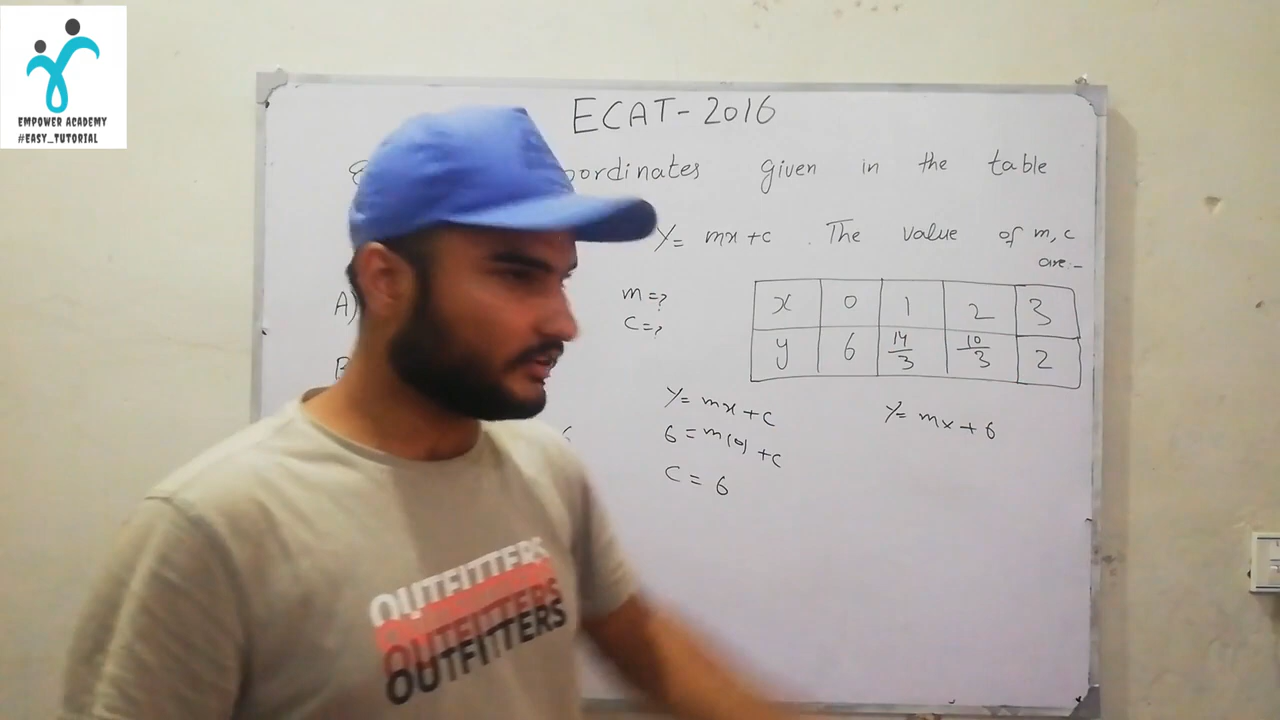 EMPOWER ACADEMY
#EASY_TUTORIAL
ECAT-2016
ordinates given in the table
Y= mx+c. The value of m,c
are:-
A)
m=?
c=?
x 0 1 2 3
y 6 14/3 10/3 2
Y= mx+c
6=m(0)+c
c=6
Y= mx+6
OUTFITTERS
OUTFITTERS
OUTFITTERS